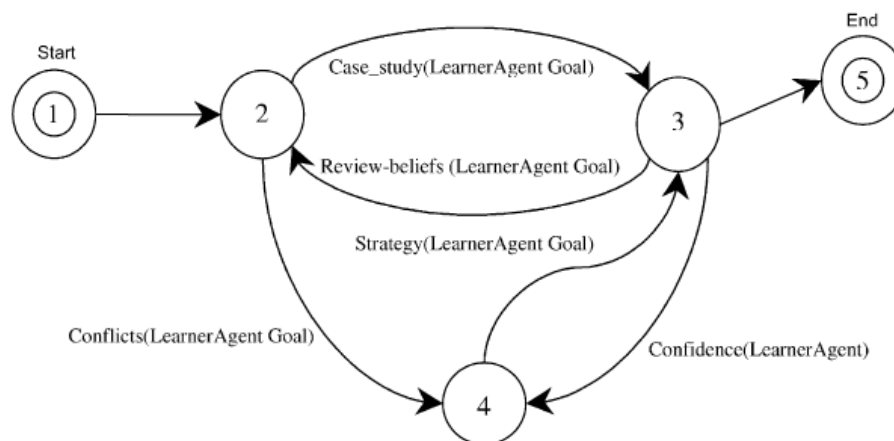 Start
End
1
2
3
5
Case_study(LearnerAgent Goal)
Review-beliefs (LearnerAgent Goal)
Strategy(LearnerAgent Goal)
Conflicts(LearnerAgent Goal)
Confidence(LearnerAgent)
4